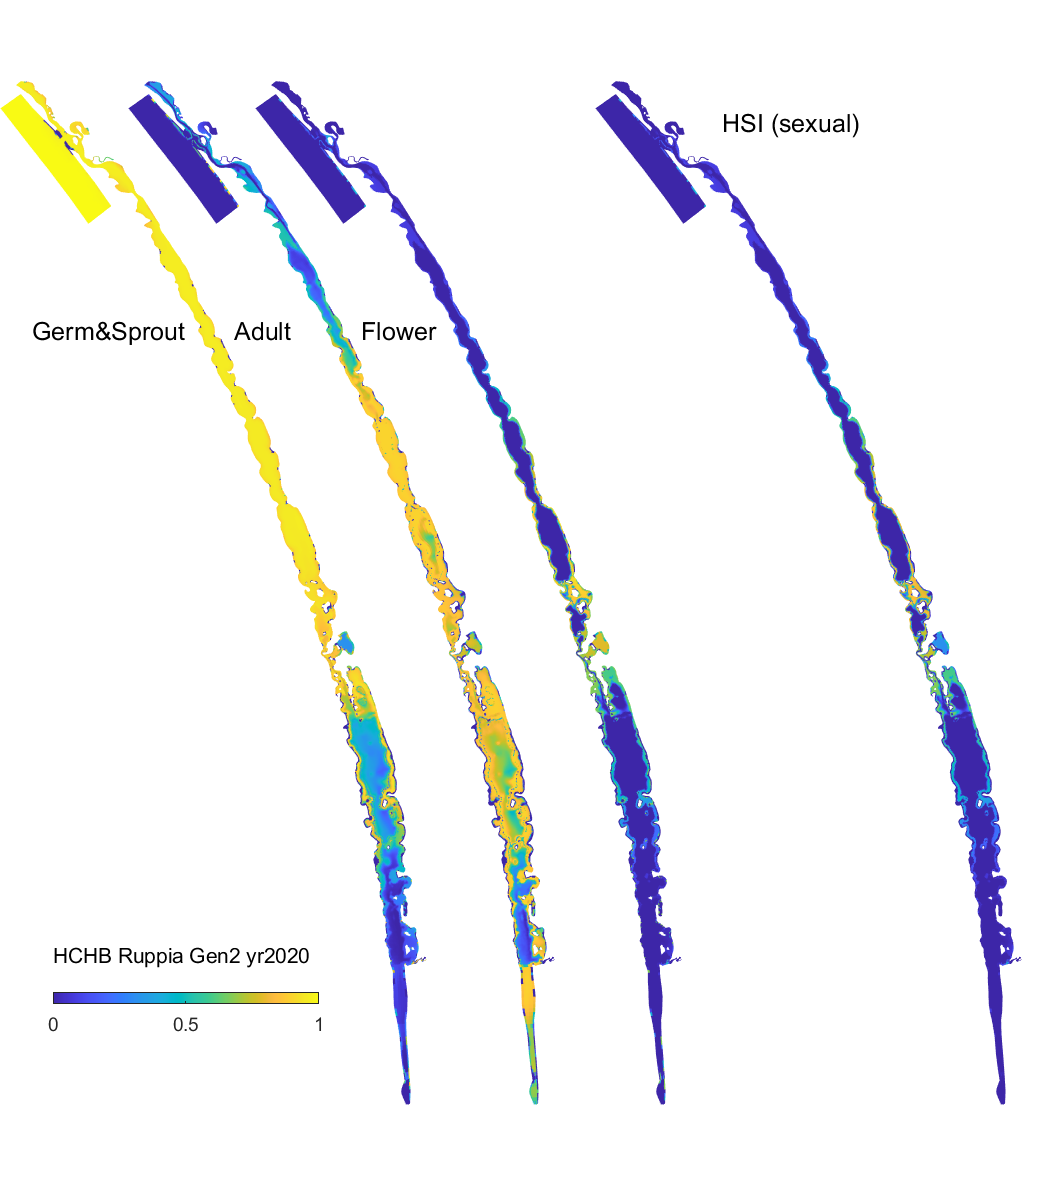 HSI (sexual)
Germ&Sprout
Adult
Flower
HCHB Ruppia Gen2 yr2020
0
0.5
1